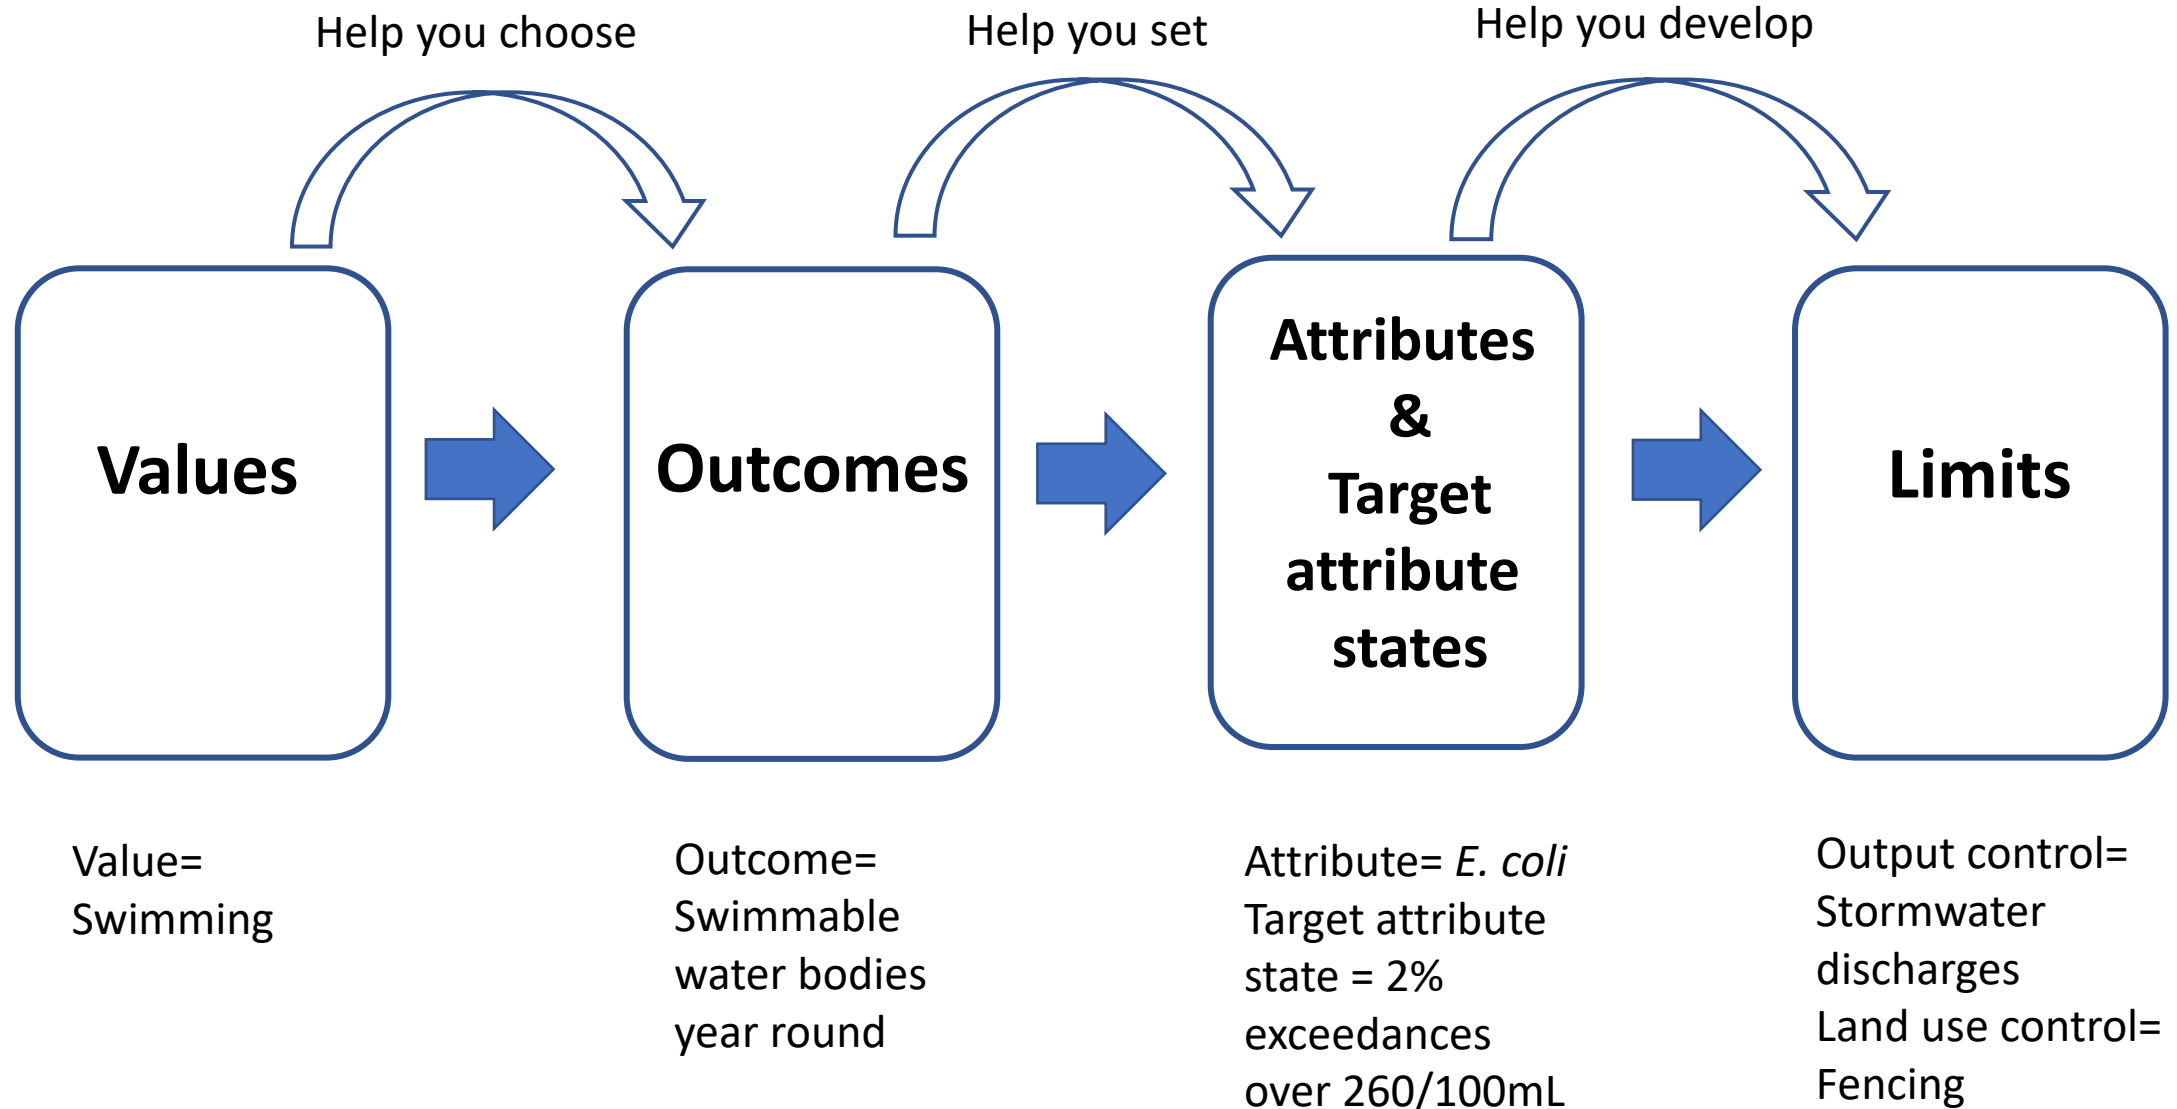 Help you choose
Help you set
Help you develop
Values
Outcomes
Attributes
&
Target
attribute
states
Limits
Value=
Swimming
Outcome=
Swimmable
water bodies
year round
Attribute= E. coli
Target attribute
state = 2%
exceedances
over 260/100mL
Output control=
Stormwater
discharges
Land use control=
Fencing